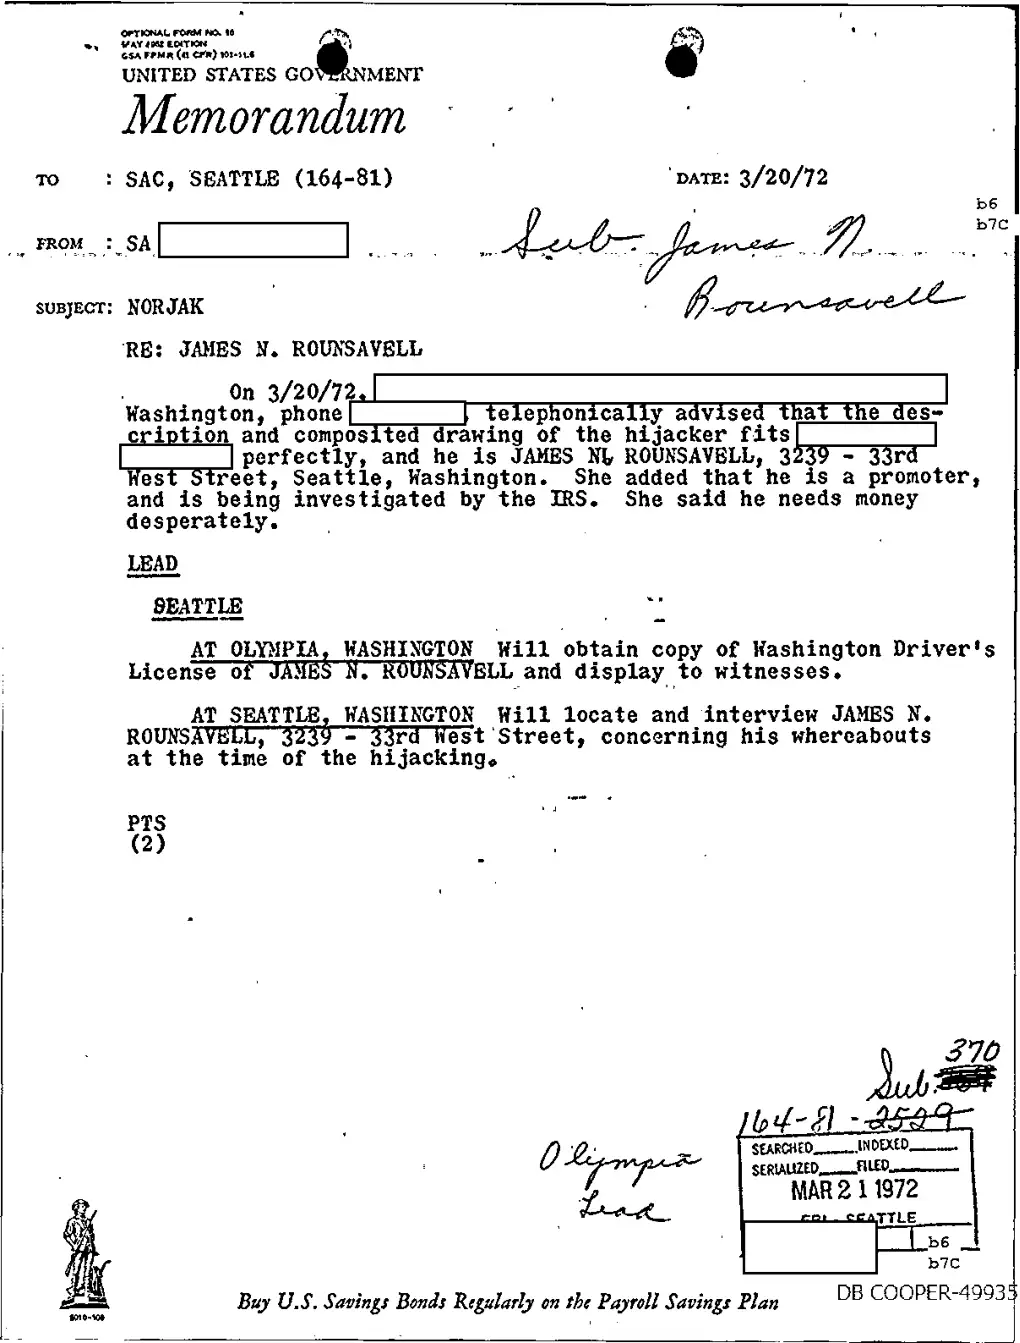 OPTIONAL FORM NO. 10
MAY 1962 EDITION
GSA FPMR (41 CFR) 101-11.6
UNITED STATES GOVERNMENT
Memorandum
TO : SAC, SEATTLE (164-81) DATE: 3/20/72
b6
b7C
FROM : SA
Sub. James N.
Rounsavell
SUBJECT: NORJAK
RE: JAMES N. ROUNSAVELL
On 3/20/72,
Washington, phone , telephonically advised that the des-
cription and composited drawing of the hijacker fits
perfectly, and he is JAMES N. ROUNSAVELL, 3239 - 33rd
West Street, Seattle, Washington. She added that he is a promoter,
and is being investigated by the IRS. She said he needs money
desperately.
LEAD
SEATTLE
AT OLYMPIA, WASHINGTON Will obtain copy of Washington Driver's
License of JAMES N. ROUNSAVELL and display to witnesses.
AT SEATTLE, WASHINGTON Will locate and interview JAMES N.
ROUNSAVELL, 3239 - 33rd West Street, concerning his whereabouts
at the time of the hijacking.
PTS
(2)
370
Sub.
164-81-2529
SEARCHED INDEXED
SERIALIZED FILED
MAR 21 1972
FBI - SEATTLE
Olympia
Lead
b6
b7C
5010-108
Buy U.S. Savings Bonds Regularly on the Payroll Savings Plan
DB COOPER-49935